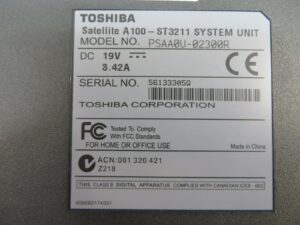 TOSHIBA
Satellite A100-ST3211 SYSTEM UNIT
MODEL NO. PSAA0U-02300R
DC 19V
3.42A
SERIAL NO. 56133305Q
TOSHIBA CORPORATION
FC CE
Tested To Comply
With FCC Standards
FOR HOME OR OFFICE USE
Made in China
ACN: 001 320 421
Z218
THIS CLASS B DIGITAL APPARATUS COMPLIES WITH CANADIAN ICES-003